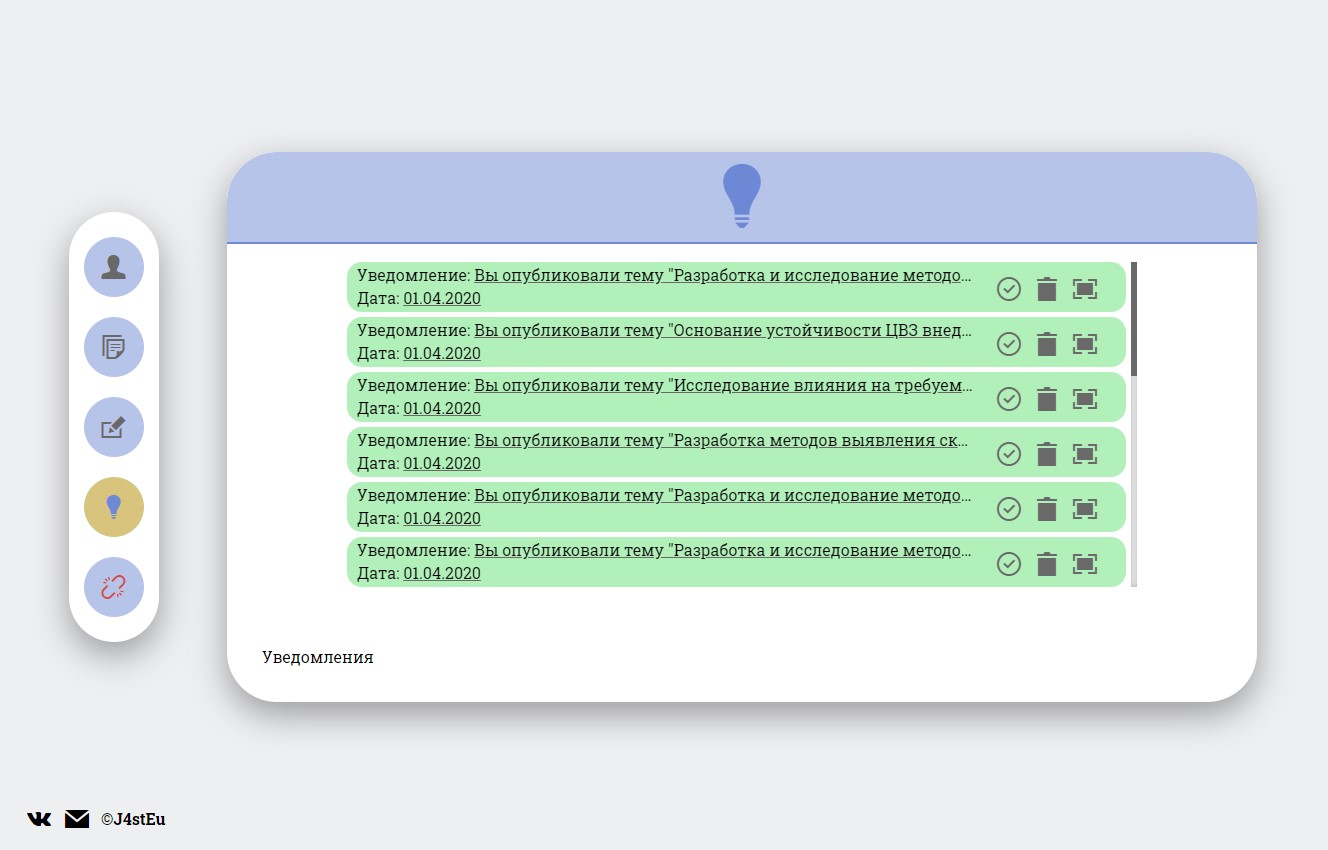 Уведомление: Вы опубликовали тему "Разработка и исследование методо...
Дата: 01.04.2020
Уведомление: Вы опубликовали тему "Основание устойчивости ЦВЗ внед...
Дата: 01.04.2020
Уведомление: Вы опубликовали тему "Исследование влияния на требуем...
Дата: 01.04.2020
Уведомление: Вы опубликовали тему "Разработка методов выявления ск...
Дата: 01.04.2020
Уведомление: Вы опубликовали тему "Разработка и исследование методо...
Дата: 01.04.2020
Уведомление: Вы опубликовали тему "Разработка и исследование методо...
Дата: 01.04.2020
Уведомления
©J4stEu